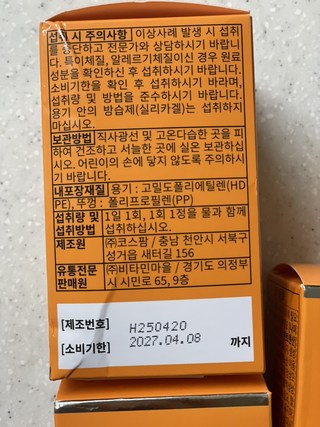 섭취 시 주의사항 이상사례 발생 시 섭취
를 중단하고 전문가와 상담하시기 바랍니
다. 특이체질, 알레르기체질이신 경우 원료
성분을 확인하신 후 섭취하시기 바랍니다.
소비기한을 확인 후 섭취하시기 바라며,
섭취량 및 방법을 준수하시기 바랍니다.
용기 안의 방습제(실리카겔)는 섭취하지
마십시오.
보관방법 직사광선 및 고온다습한 곳을 피
하여 건조하고 서늘한 곳에 실온 보관하십
시오. 어린이의 손에 닿지 않도록 주의하시
기 바랍니다.
내포장재질 용기 : 고밀도폴리에틸렌(HD
PE), 뚜껑 : 폴리프로필렌(PP)
섭취량 및 섭취방법 1일 1회, 1회 1정을 물과 함께
섭취하십시오.
제조원 ㈜코스팜 / 충남 천안시 서북구
성거읍 새터길 156
유통전문 판매원 ㈜비타민마을 / 경기도 의정부
시 시민로 65, 9층
[제조번호] H250420
[소비기한] 2027.04.08 까지